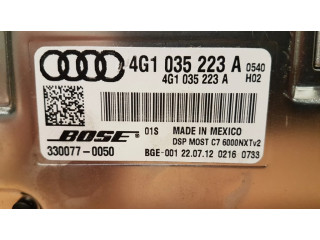 4G1 035 223 A 0540
4G1 035 223 A H02
BOSE® 01S MADE IN MEXICO
DSP MOST C7 6000NXTv2
330077-0050 BGE-001 22.07.12 0216 0733